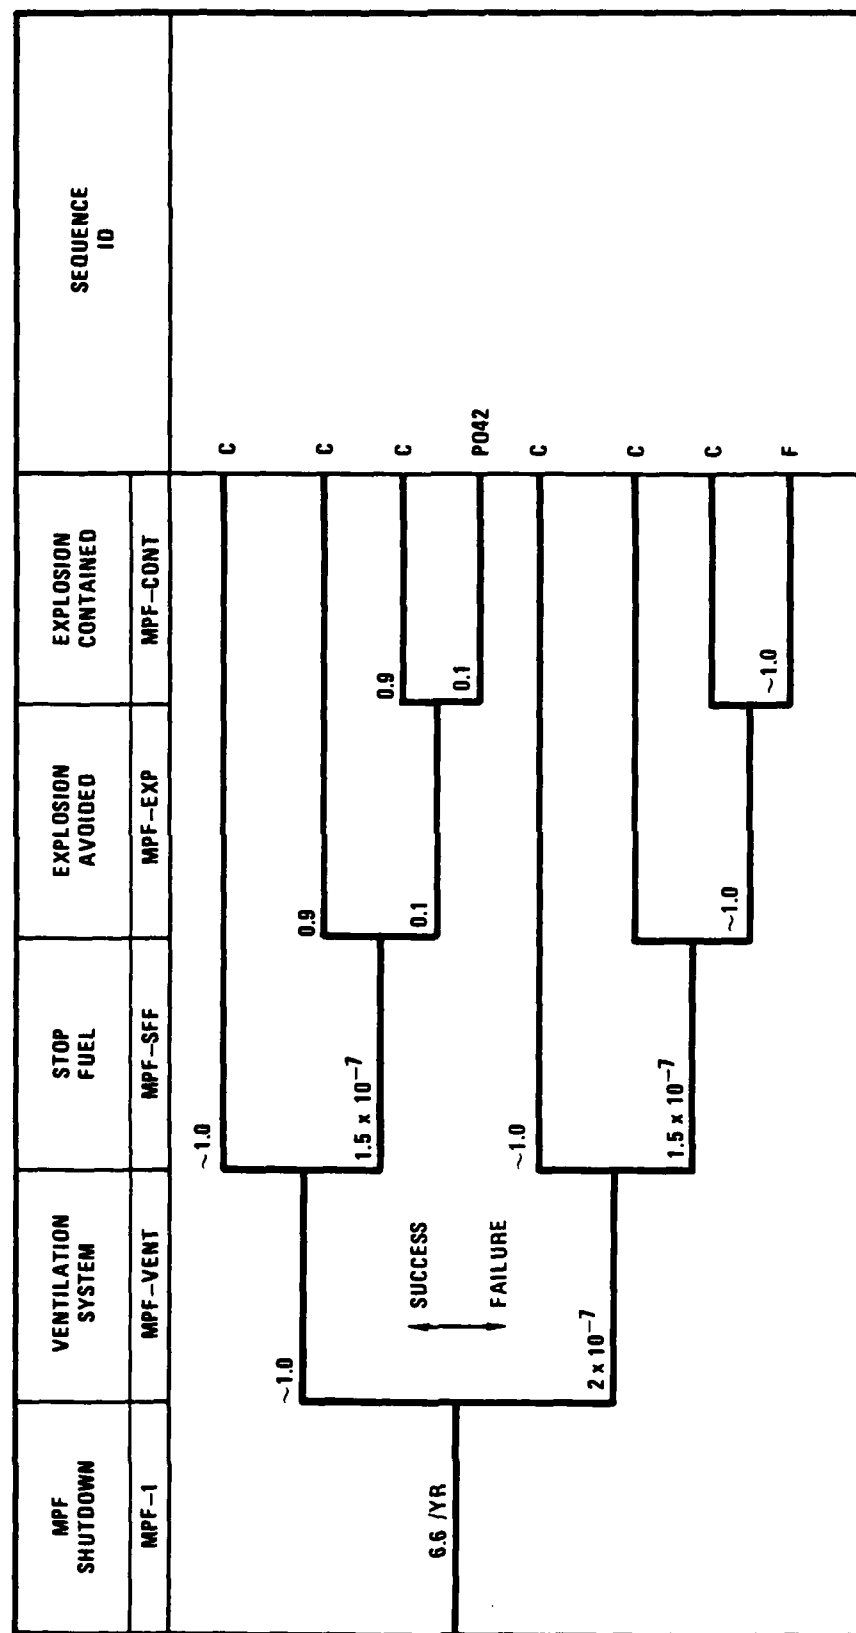 MPF
SHUTDOWN
VENTILATION
SYSTEM
STOP
FUEL
EXPLOSION
AVOIDED
EXPLOSION
CONTAINED
SEQUENCE
ID
MPF–1
MPF–VENT
MPF–SFF
MPF–EXP
MPF–CONT
~1.0
C
0.9
C
~1.0
0.9
C
1.5 x 10⁻⁷
0.1
0.1
P042
6.6 /YR
SUCCESS
FAILURE
~1.0
C
C
2 x 10⁻⁷
1.5 x 10⁻⁷
~1.0
~1.0
C
F